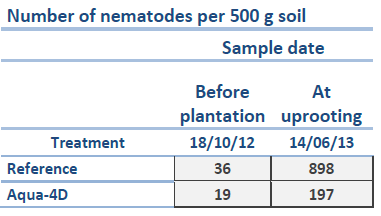 Number of nematodes per 500 g soil
Sample date
Before plantation At uprooting
Treatment 18/10/12 14/06/13
Reference 36 898
Aqua-4D 19 197